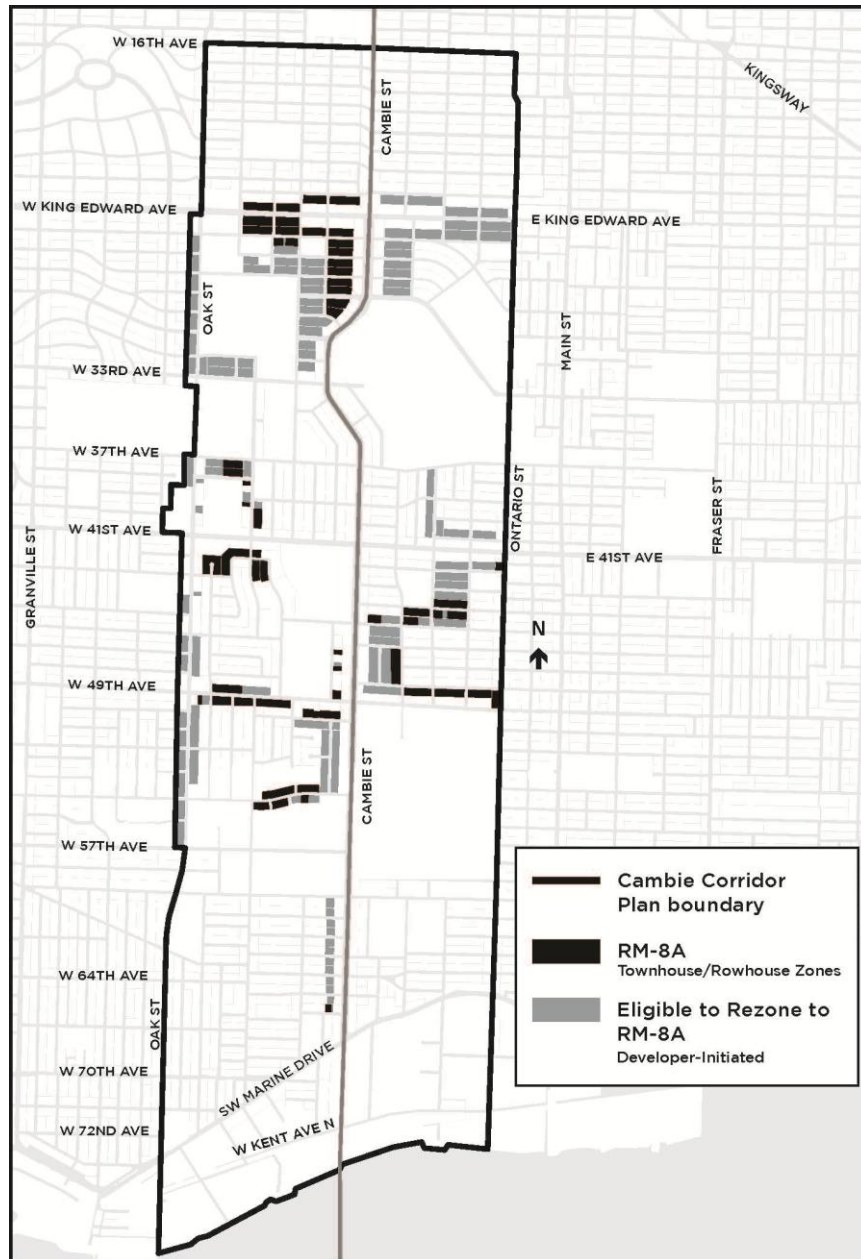 W 16TH AVE
CAMBIE ST
KINGSWAY
W KING EDWARD AVE
E KING EDWARD AVE
OAK ST
MAIN ST
W 33RD AVE
W 37TH AVE
ONTARIO ST
FRASER ST
W 41ST AVE
E 41ST AVE
GRANVILLE ST
N
W 49TH AVE
CAMBIE ST
W 57TH AVE
Cambie Corridor
Plan boundary
RM-8A
Townhouse/Rowhouse Zones
W 64TH AVE
Eligible to Rezone to
RM-8A
Developer-Initiated
OAK ST
W 70TH AVE
SW MARINE DRIVE
W 72ND AVE
W KENT AVE N